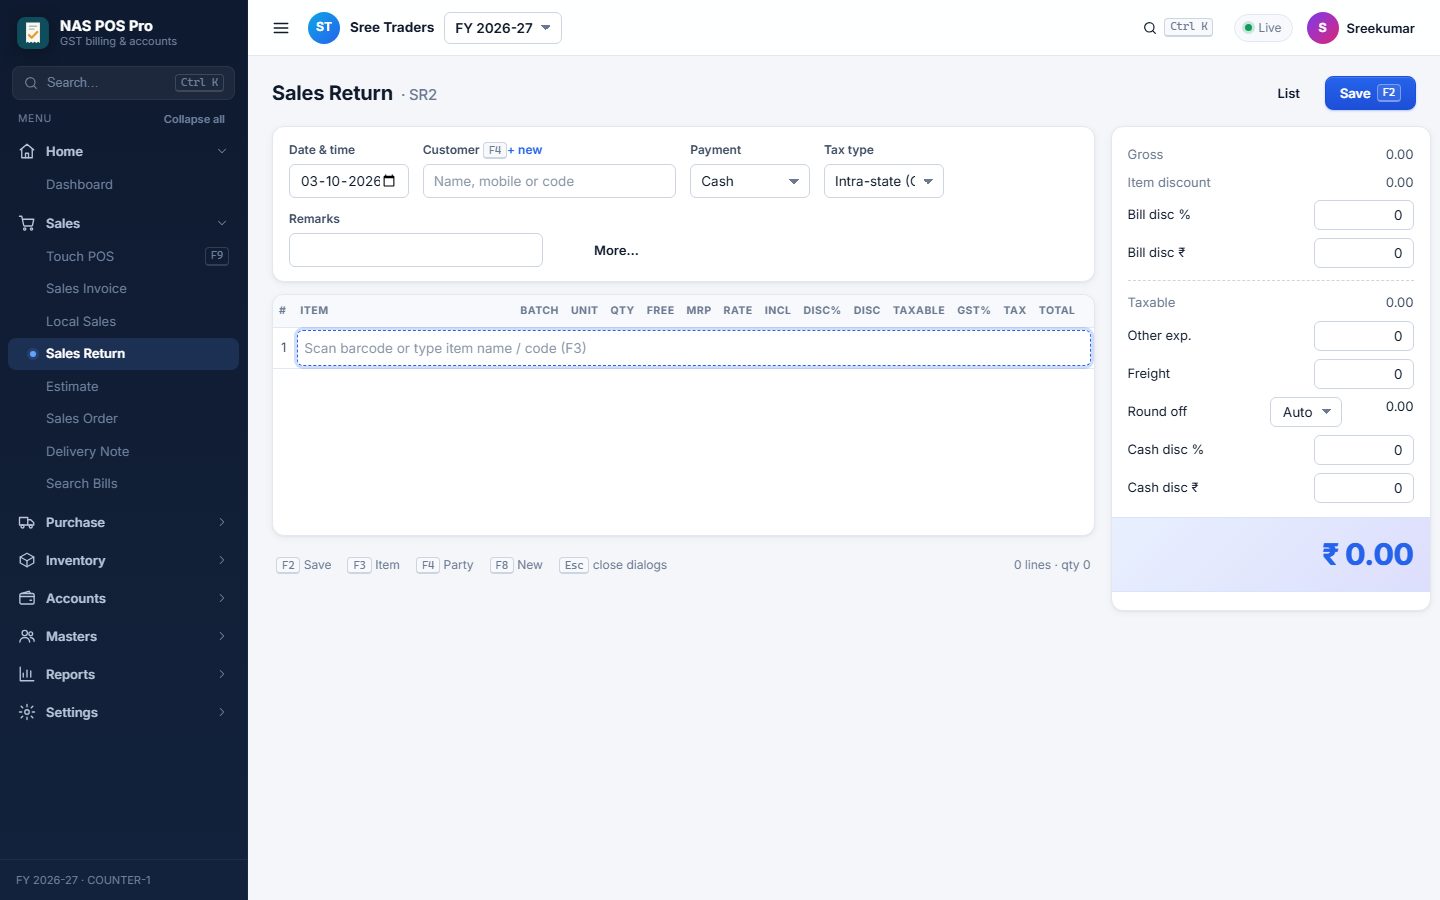 NAS POS Pro
GST billing & accounts
Search... Ctrl K
MENU Collapse all
Home
Dashboard
Sales
Touch POS F9
Sales Invoice
Local Sales
Sales Return
Estimate
Sales Order
Delivery Note
Search Bills
Purchase
Inventory
Accounts
Masters
Reports
Settings
FY 2026-27 · COUNTER-1
ST Sree Traders FY 2026-27 Ctrl K Live S Sreekumar
Sales Return · SR2 List Save F2
Date & time Customer F4 + new Payment Tax type
03-10-2026 Name, mobile or code Cash Intra-state (
Remarks
More...
# ITEM BATCH UNIT QTY FREE MRP RATE INCL DISC% DISC TAXABLE GST% TAX TOTAL
1 Scan barcode or type item name / code (F3)
F2 Save F3 Item F4 Party F8 New Esc close dialogs 0 lines · qty 0
Gross 0.00
Item discount 0.00
Bill disc % 0
Bill disc ₹ 0
Taxable 0.00
Other exp. 0
Freight 0
Round off Auto 0.00
Cash disc % 0
Cash disc ₹ 0
₹ 0.00